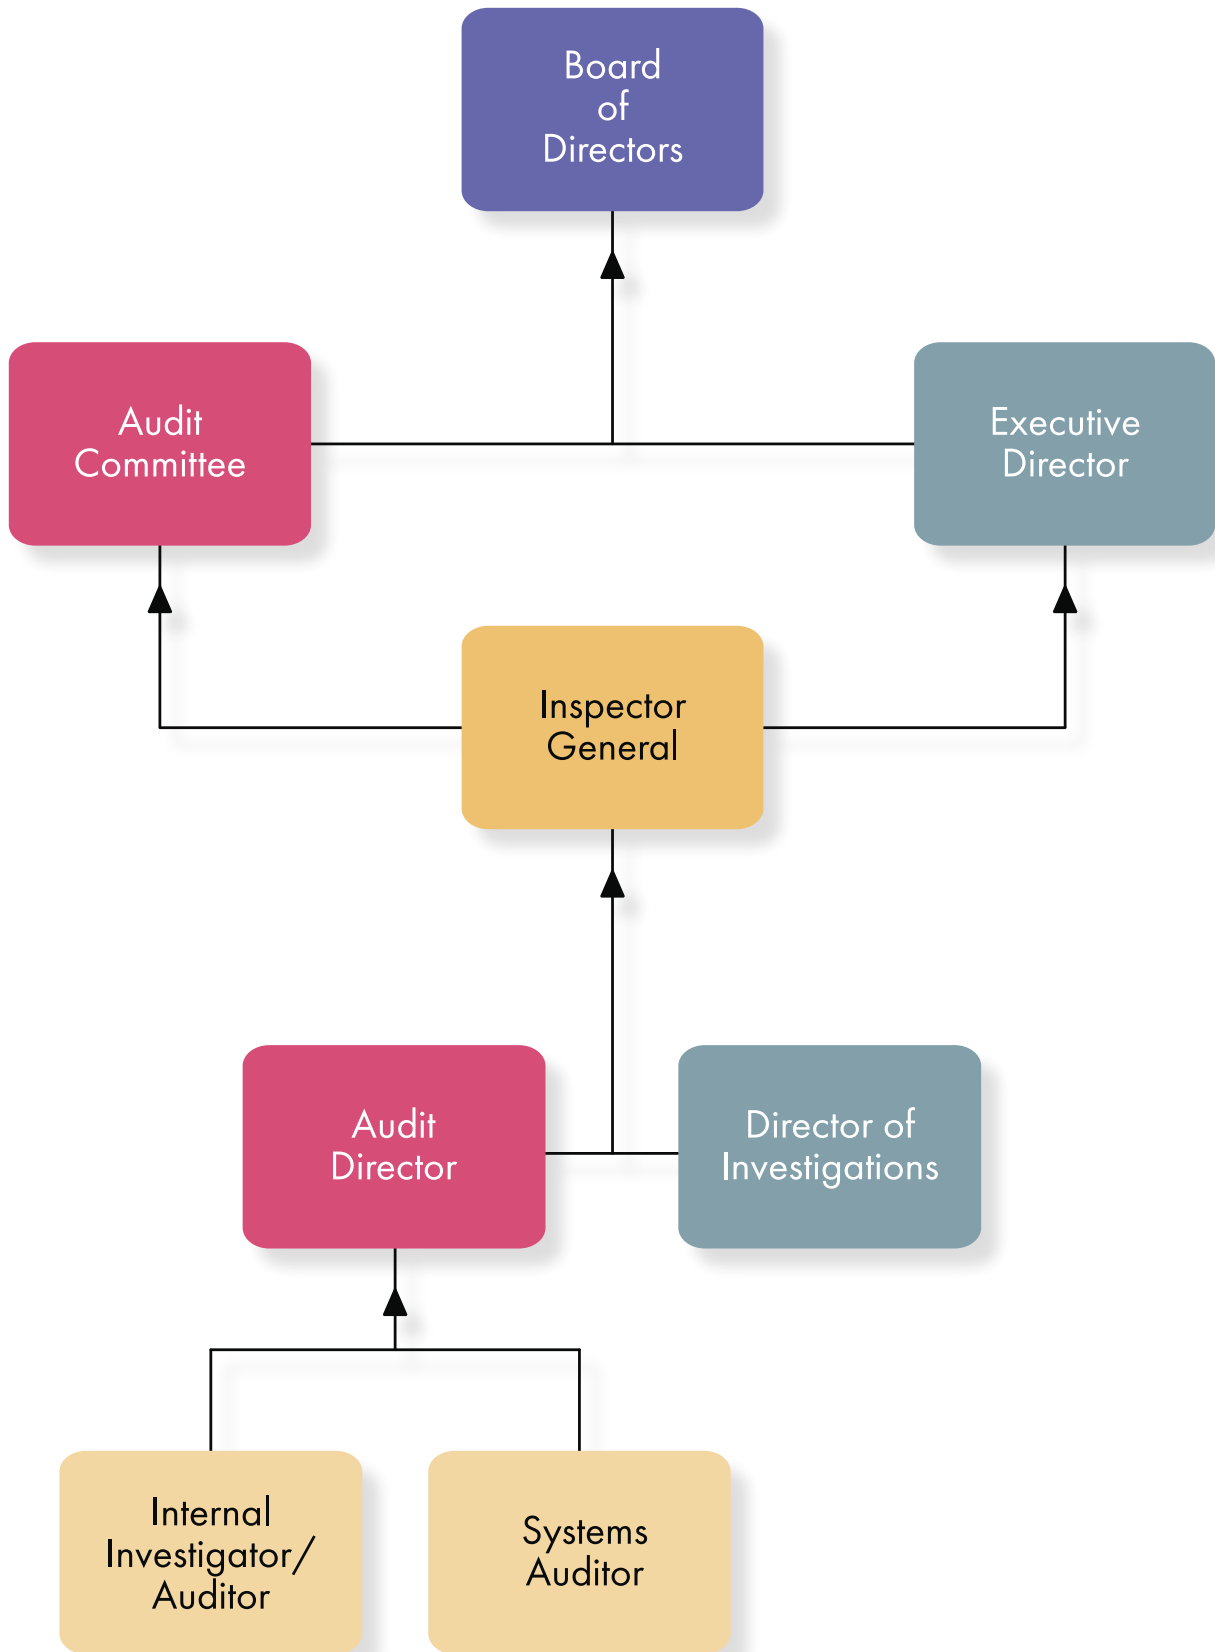 Board
of
Directors
Audit
Committee
Executive
Director
Inspector
General
Audit
Director
Director of
Investigations
Internal
Investigator/
Auditor
Systems
Auditor